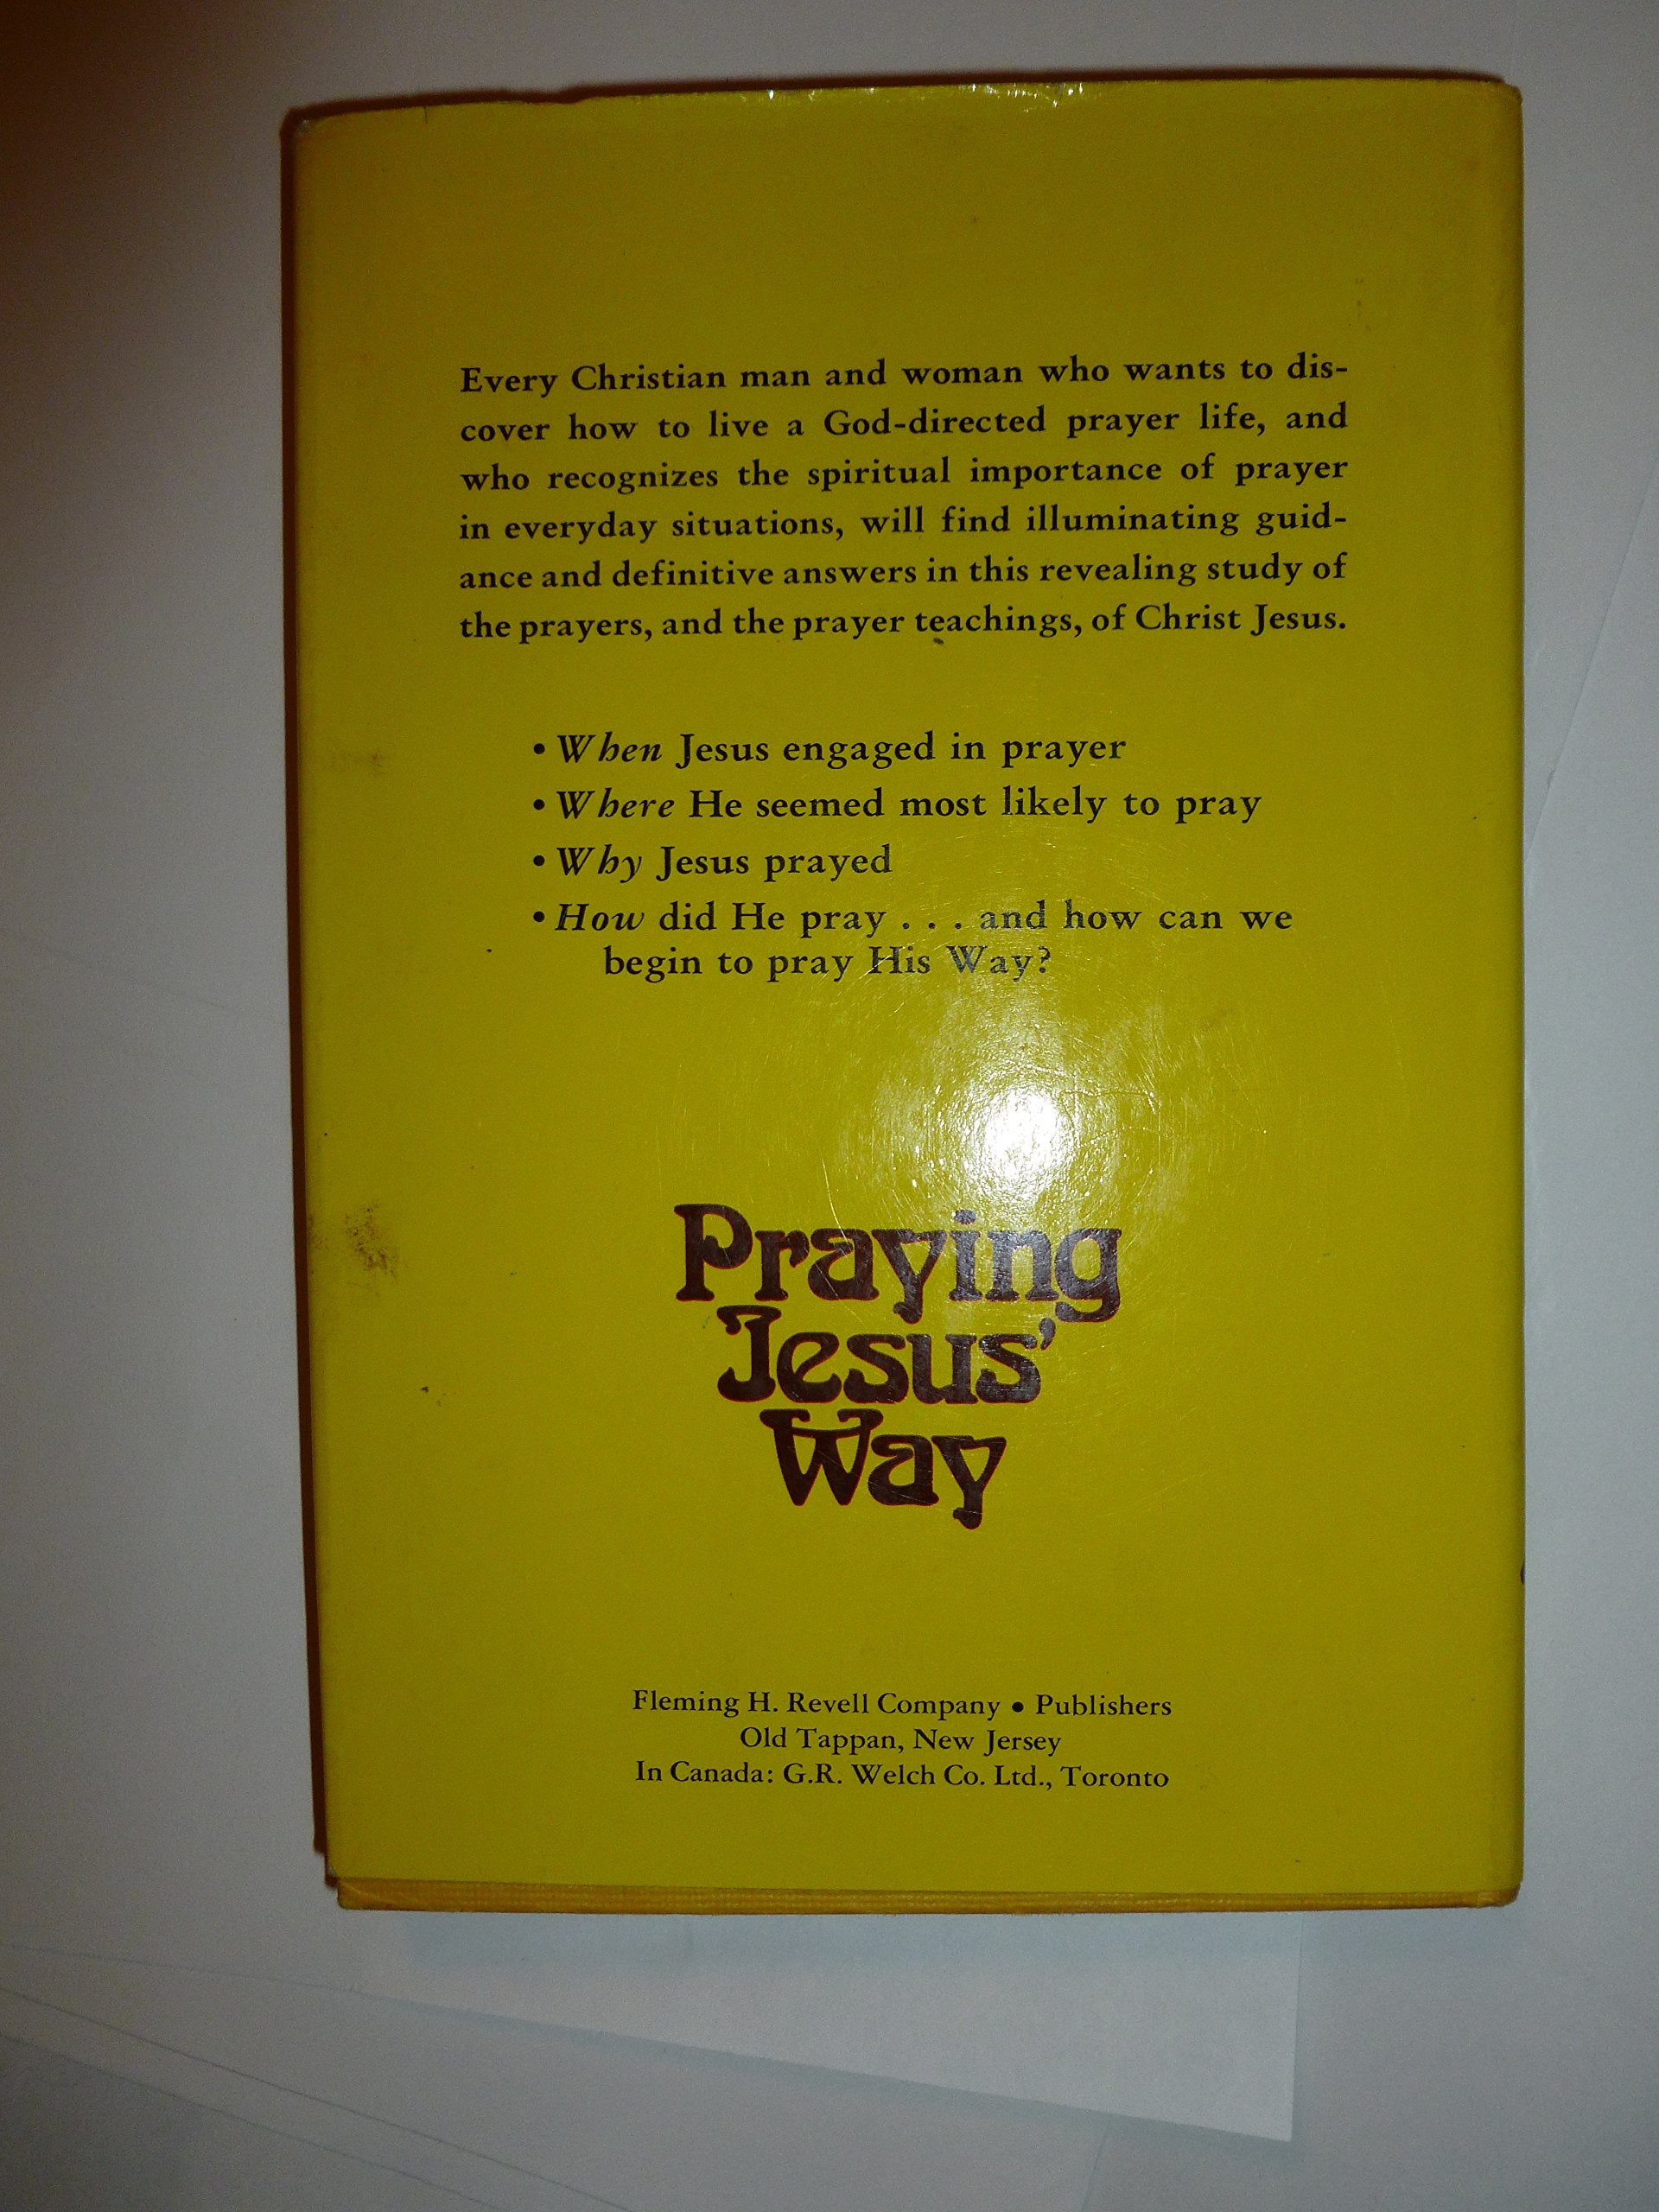 Every Christian man and woman who wants to dis-
cover how to live a God-directed prayer life, and
who recognizes the spiritual importance of prayer
in everyday situations, will find illuminating guid-
ance and definitive answers in this revealing study of
the prayers, and the prayer teachings, of Christ Jesus.
• When Jesus engaged in prayer
• Where He seemed most likely to pray
• Why Jesus prayed
• How did He pray . . . and how can we
begin to pray His Way?
Praying
Jesus'
Way
Fleming H. Revell Company • Publishers
Old Tappan, New Jersey
In Canada: G.R. Welch Co. Ltd., Toronto